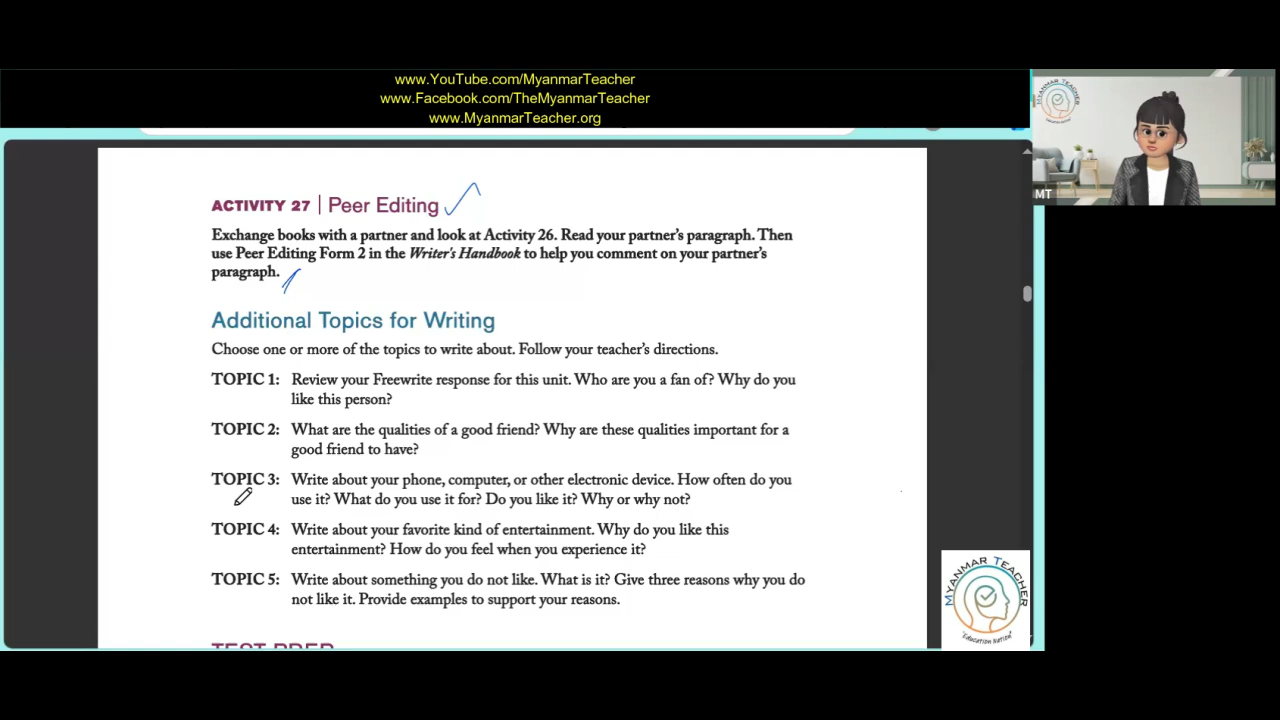 www.YouTube.com/MyanmarTeacher
www.Facebook.com/TheMyanmarTeacher
www.MyanmarTeacher.org
MYANMAR TEACHER
MT
ACTIVITY 27 | Peer Editing
Exchange books with a partner and look at Activity 26. Read your partner's paragraph. Then
use Peer Editing Form 2 in the Writer's Handbook to help you comment on your partner's
paragraph.
Additional Topics for Writing
Choose one or more of the topics to write about. Follow your teacher's directions.
TOPIC 1: Review your Freewrite response for this unit. Who are you a fan of? Why do you
like this person?
TOPIC 2: What are the qualities of a good friend? Why are these qualities important for a
good friend to have?
TOPIC 3: Write about your phone, computer, or other electronic device. How often do you
use it? What do you use it for? Do you like it? Why or why not?
TOPIC 4: Write about your favorite kind of entertainment. Why do you like this
entertainment? How do you feel when you experience it?
TOPIC 5: Write about something you do not like. What is it? Give three reasons why you do
not like it. Provide examples to support your reasons.
TEST PREP
MYANMAR TEACHER
"Education Nation"